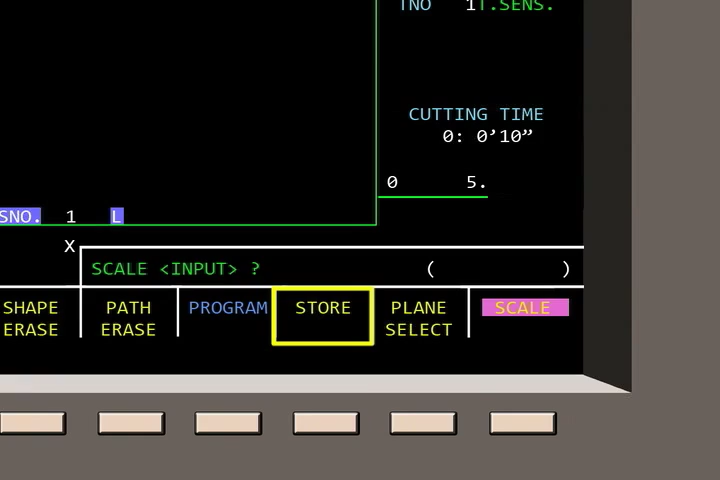 TNO 1T.SENS.
CUTTING TIME
0: 0’10”
0 5.
SNO. 1 L
X
SCALE <INPUT> ? ( )
SHAPE ERASE
PATH ERASE
PROGRAM
STORE
PLANE SELECT
SCALE